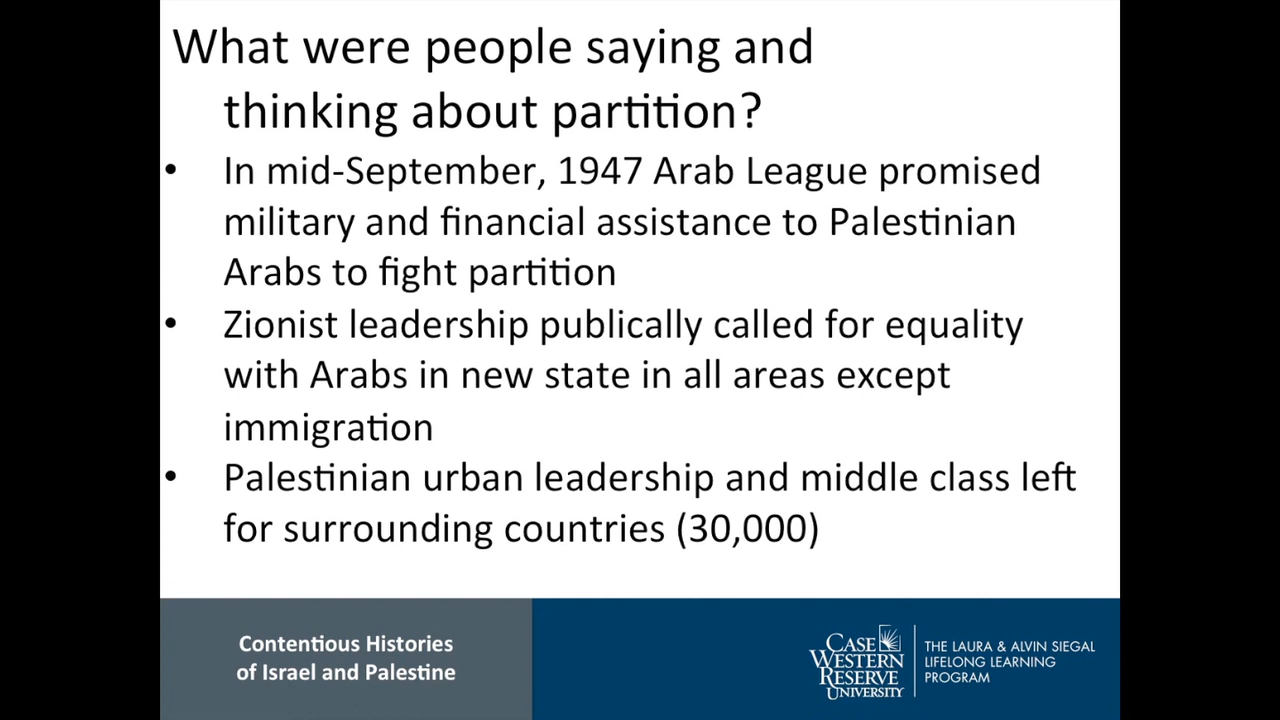 What were people saying and
thinking about partition?
• In mid-September, 1947 Arab League promised
military and financial assistance to Palestinian
Arabs to fight partition
• Zionist leadership publically called for equality
with Arabs in new state in all areas except
immigration
• Palestinian urban leadership and middle class left
for surrounding countries (30,000)
Contentious Histories
of Israel and Palestine
CASE
WESTERN
RESERVE
UNIVERSITY
THE LAURA & ALVIN SIEGAL
LIFELONG LEARNING
PROGRAM